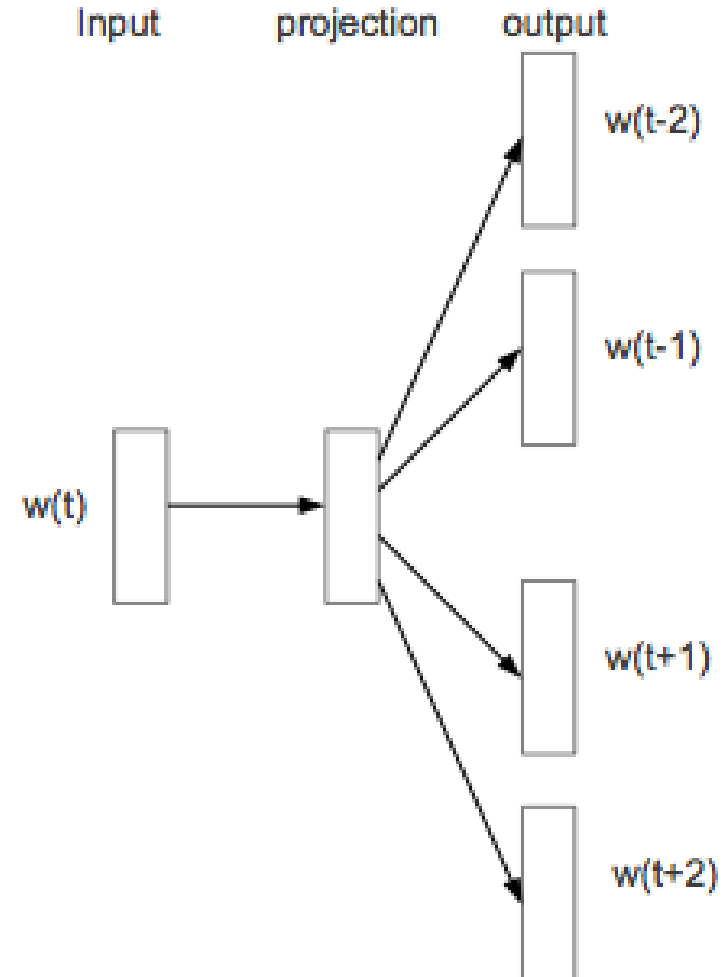 Input projection output
w(t-2)
w(t-1)
w(t)
w(t+1)
w(t+2)